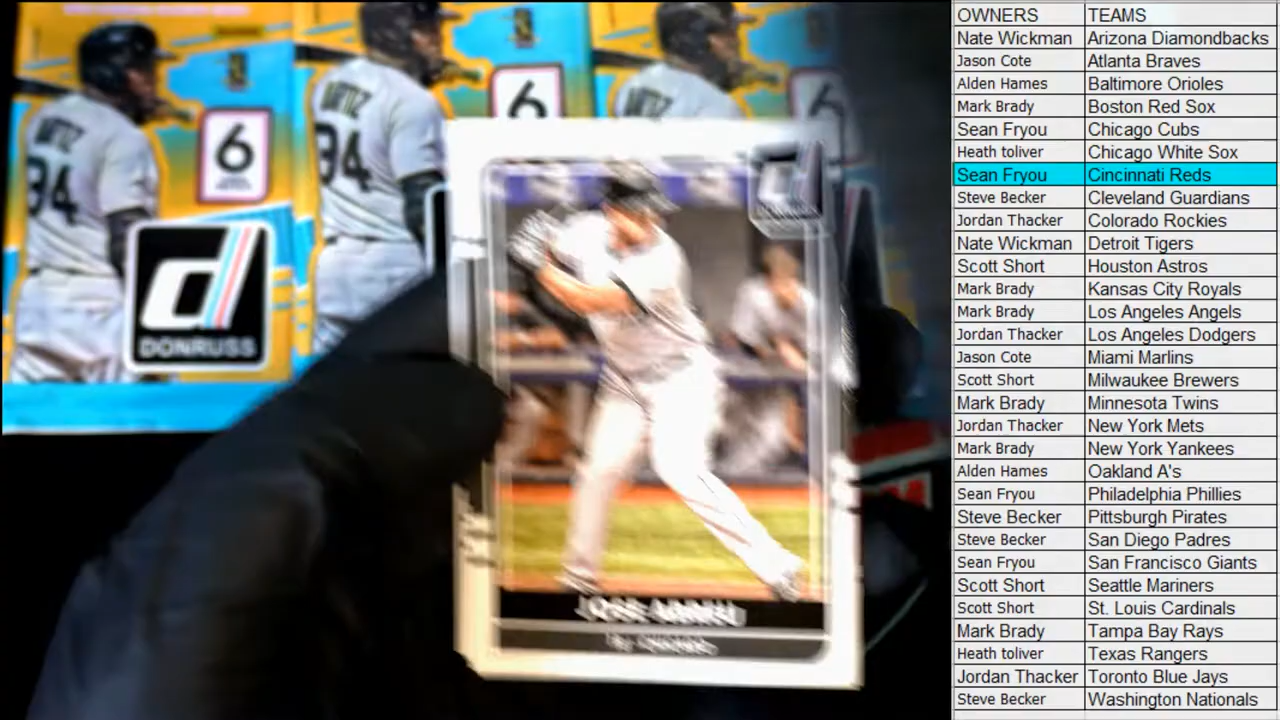 ORTIZ
34
6
DONRUSS
ORTIZ
34
6
6
d
JOSE ABREU
OWNERS TEAMS
Nate Wickman Arizona Diamondbacks
Jason Cote Atlanta Braves
Alden Hames Baltimore Orioles
Mark Brady Boston Red Sox
Sean Fryou Chicago Cubs
Heath toliver Chicago White Sox
Sean Fryou Cincinnati Reds
Steve Becker Cleveland Guardians
Jordan Thacker Colorado Rockies
Nate Wickman Detroit Tigers
Scott Short Houston Astros
Mark Brady Kansas City Royals
Mark Brady Los Angeles Angels
Jordan Thacker Los Angeles Dodgers
Jason Cote Miami Marlins
Scott Short Milwaukee Brewers
Mark Brady Minnesota Twins
Jordan Thacker New York Mets
Mark Brady New York Yankees
Alden Hames Oakland A's
Sean Fryou Philadelphia Phillies
Steve Becker Pittsburgh Pirates
Steve Becker San Diego Padres
Sean Fryou San Francisco Giants
Scott Short Seattle Mariners
Scott Short St. Louis Cardinals
Mark Brady Tampa Bay Rays
Heath toliver Texas Rangers
Jordan Thacker Toronto Blue Jays
Steve Becker Washington Nationals